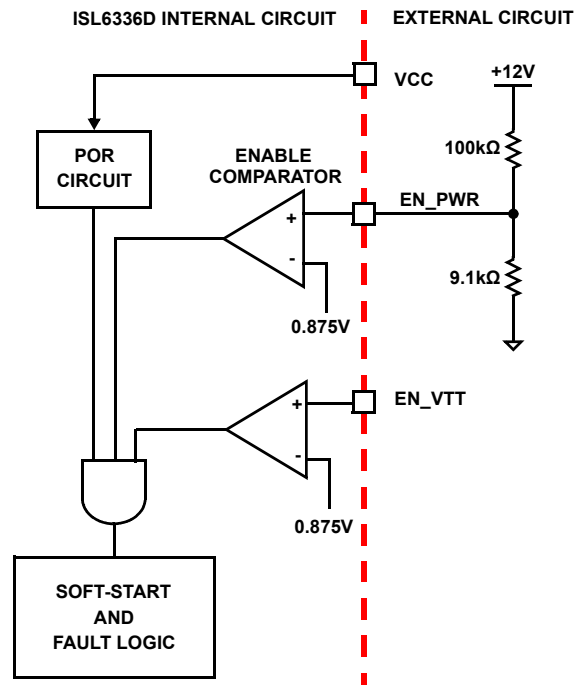 ISL6336D INTERNAL CIRCUIT
EXTERNAL CIRCUIT
VCC
+12V
POR
CIRCUIT
ENABLE
COMPARATOR
100kΩ
EN_PWR
+
-
9.1kΩ
0.875V
EN_VTT
+
-
0.875V
SOFT-START
AND
FAULT LOGIC